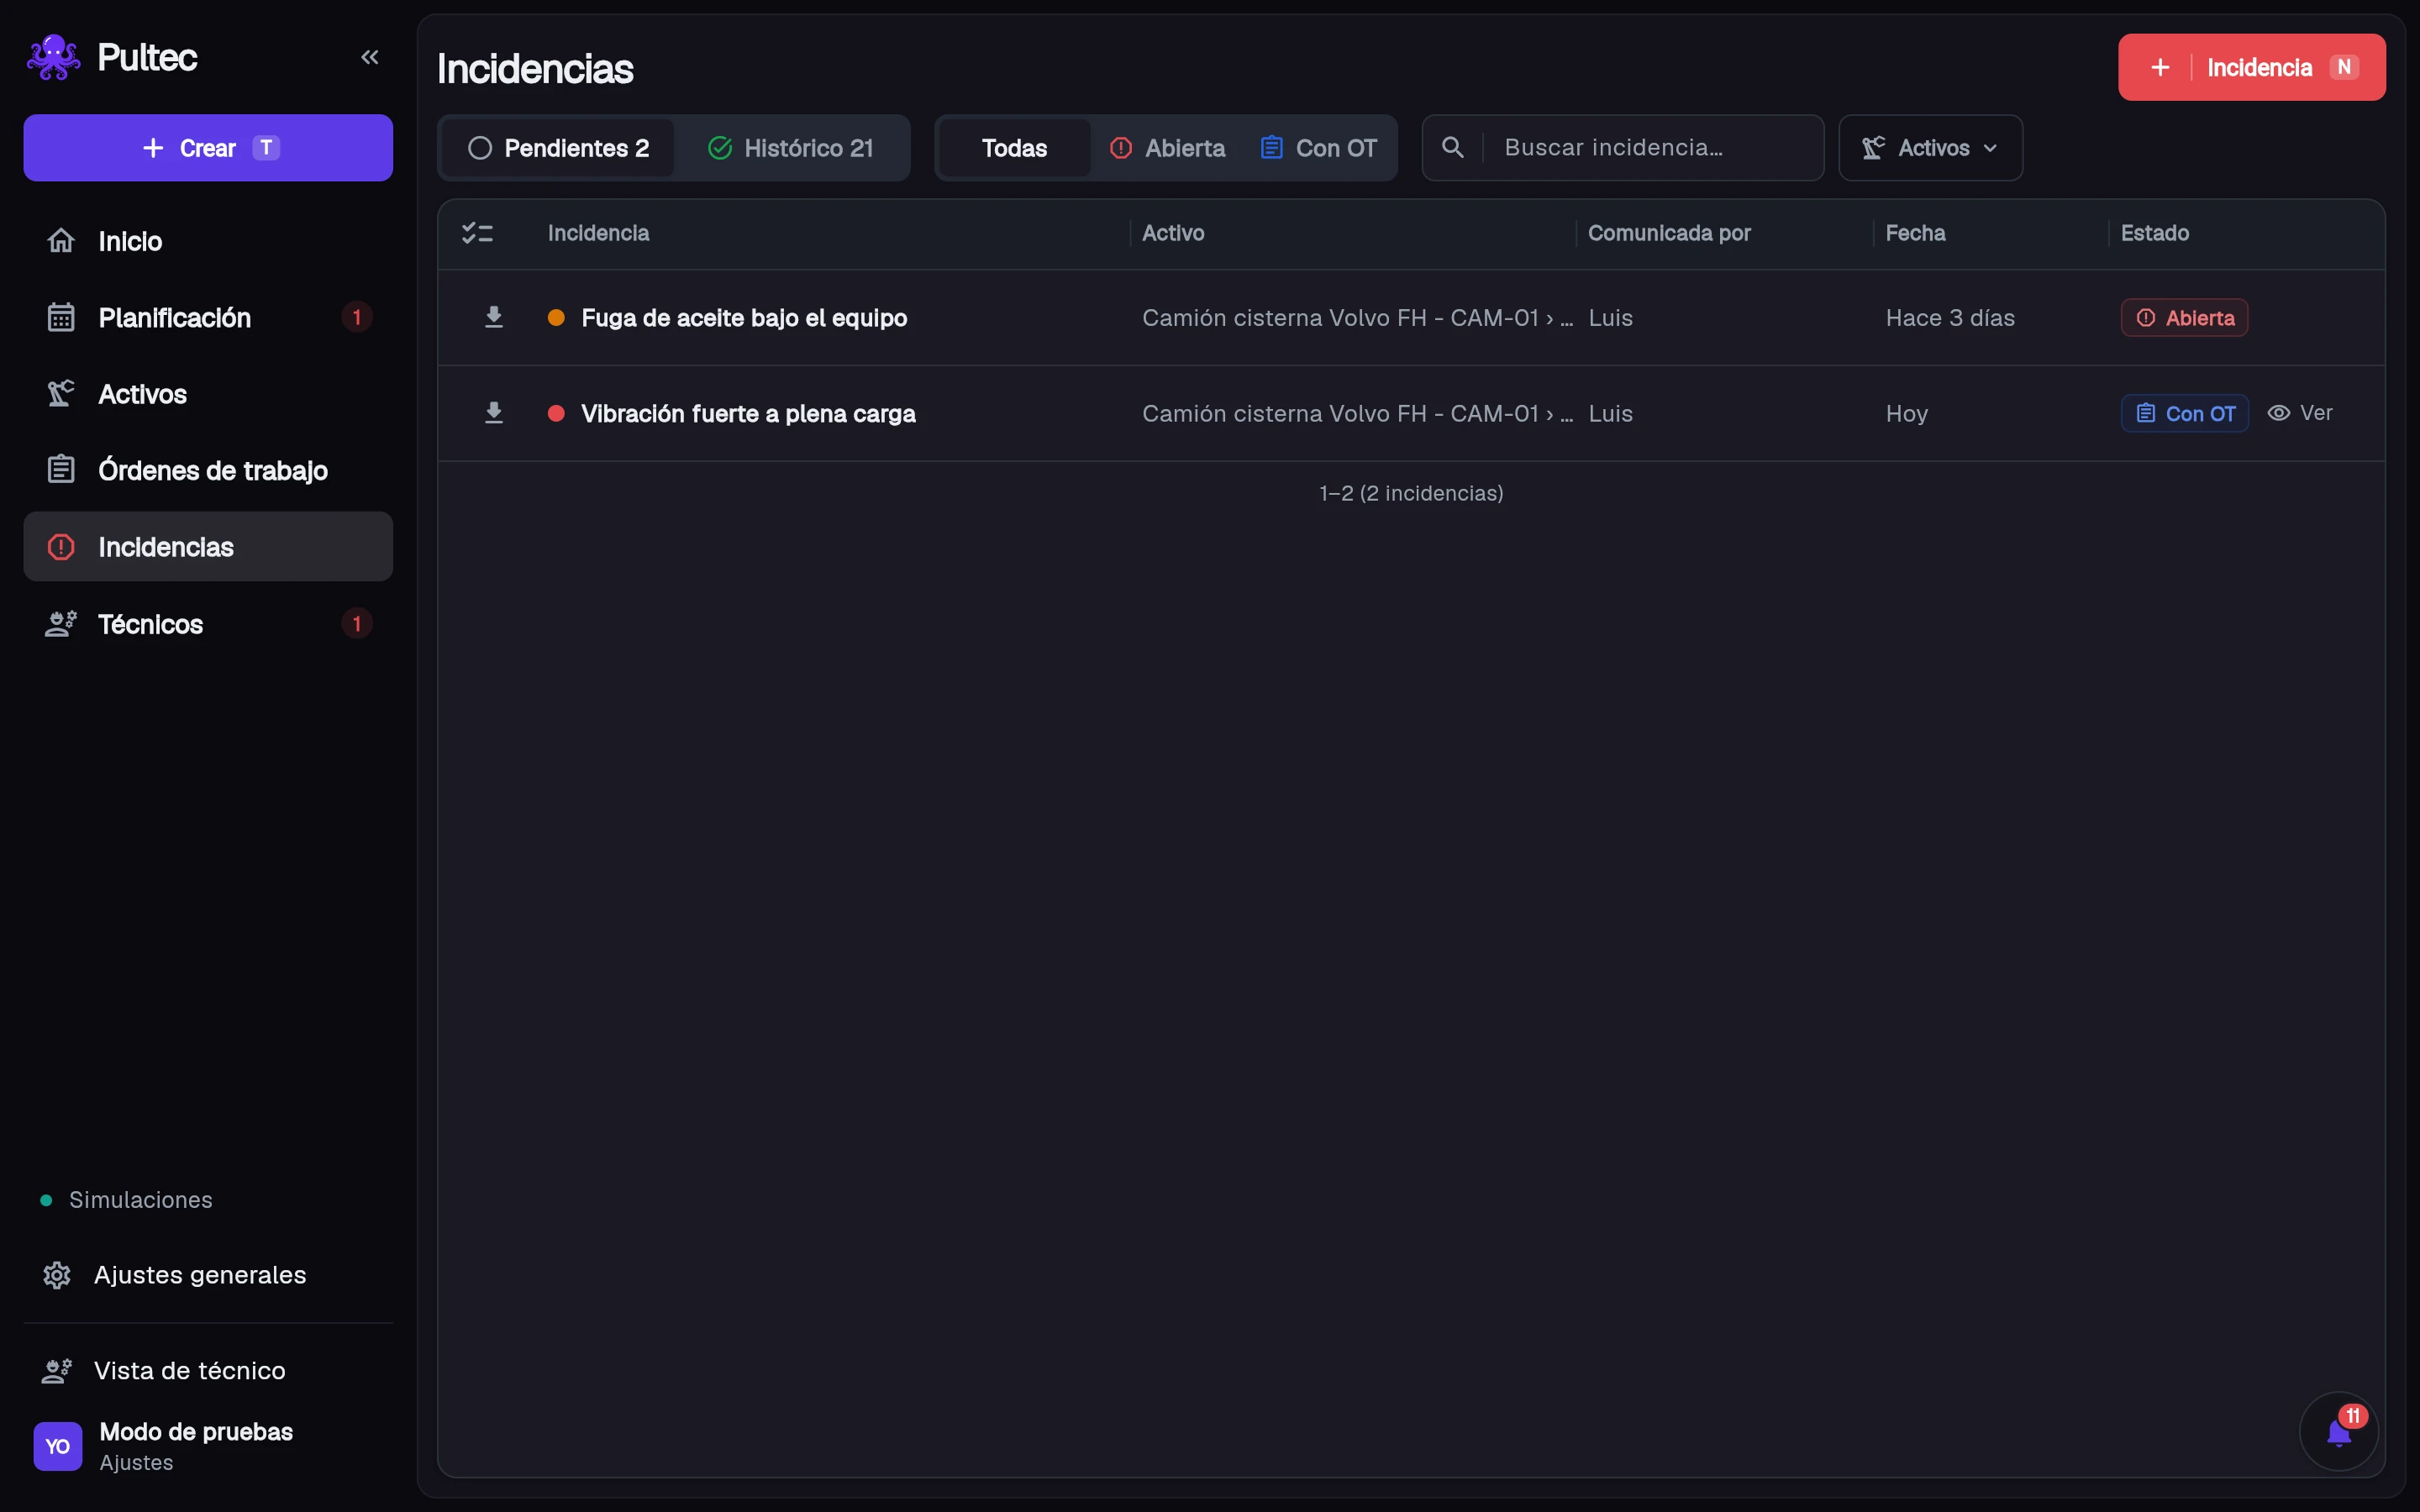 Pultec
Crear T
Inicio
Planificación 1
Activos
Órdenes de trabajo
Incidencias
Técnicos 1
Simulaciones
Ajustes generales
Vista de técnico
YO
Modo de pruebas
Ajustes
Incidencias
Incidencia N
Pendientes 2 Histórico 21 Todas Abierta Con OT Buscar incidencia... Activos
Incidencia Activo Comunicada por Fecha Estado
Fuga de aceite bajo el equipo Camión cisterna Volvo FH - CAM-01 › ... Luis Hace 3 días Abierta
Vibración fuerte a plena carga Camión cisterna Volvo FH - CAM-01 › ... Luis Hoy Con OT Ver
1–2 (2 incidencias)
11